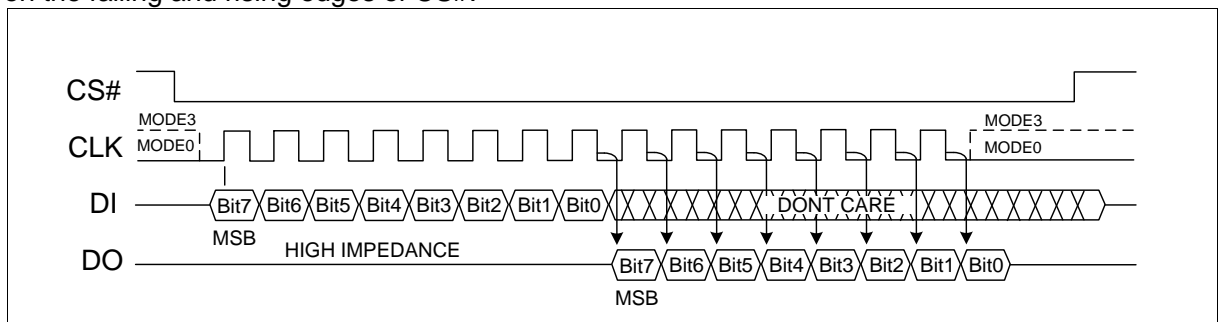 on the falling and rising edges of CS#.
CS#
MODE3 MODE3
CLK MODE0 MODE0
DI Bit7 Bit6 Bit5 Bit4 Bit3 Bit2 Bit1 Bit0 DONT CARE
MSB
DO HIGH IMPEDANCE Bit7 Bit6 Bit5 Bit4 Bit3 Bit2 Bit1 Bit0
MSB